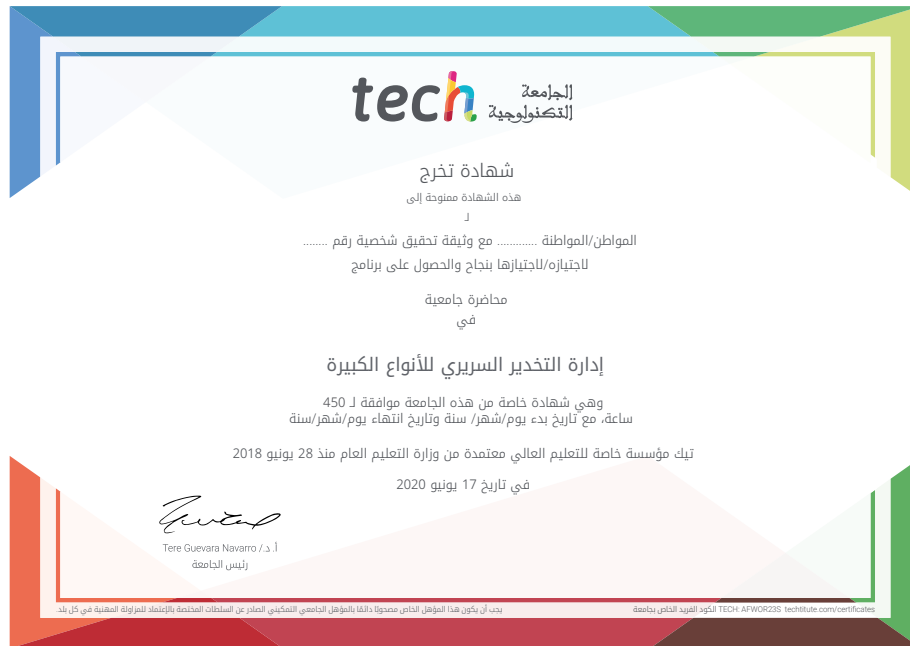 tech الجامعة
التكنولوجية
شهادة تخرج
هذه الشهادة ممنوحة إلى
لـ
المواطن/المواطنة ............ مع وثيقة تحقيق شخصية رقم ........
لاجتيازه/لاجتيازها بنجاح والحصول على برنامج
محاضرة جامعية
في
إدارة التخدير السريري للأنواع الكبيرة
وهي شهادة خاصة من هذه الجامعة موافقة لـ 450
ساعة، مع تاريخ بدء يوم/شهر/ سنة وتاريخ انتهاء يوم/شهر/سنة
تيك مؤسسة خاصة للتعليم العالي معتمدة من وزارة التعليم العام منذ 28 يونيو 2018
في تاريخ 17 يونيو 2020
أ. د./ Tere Guevara Navarro
رئيس الجامعة
يجب أن يكون هذا المؤهل الخاص مصحوبًا دائمًا بالمؤهل الجامعي التمكيني الصادر عن السلطات المختصة بالإعتماد للمزاولة المهنية في كل بلد.
الكود الفريد الخاص بجامعة TECH: AFWOR23S techtitute.com/certificates